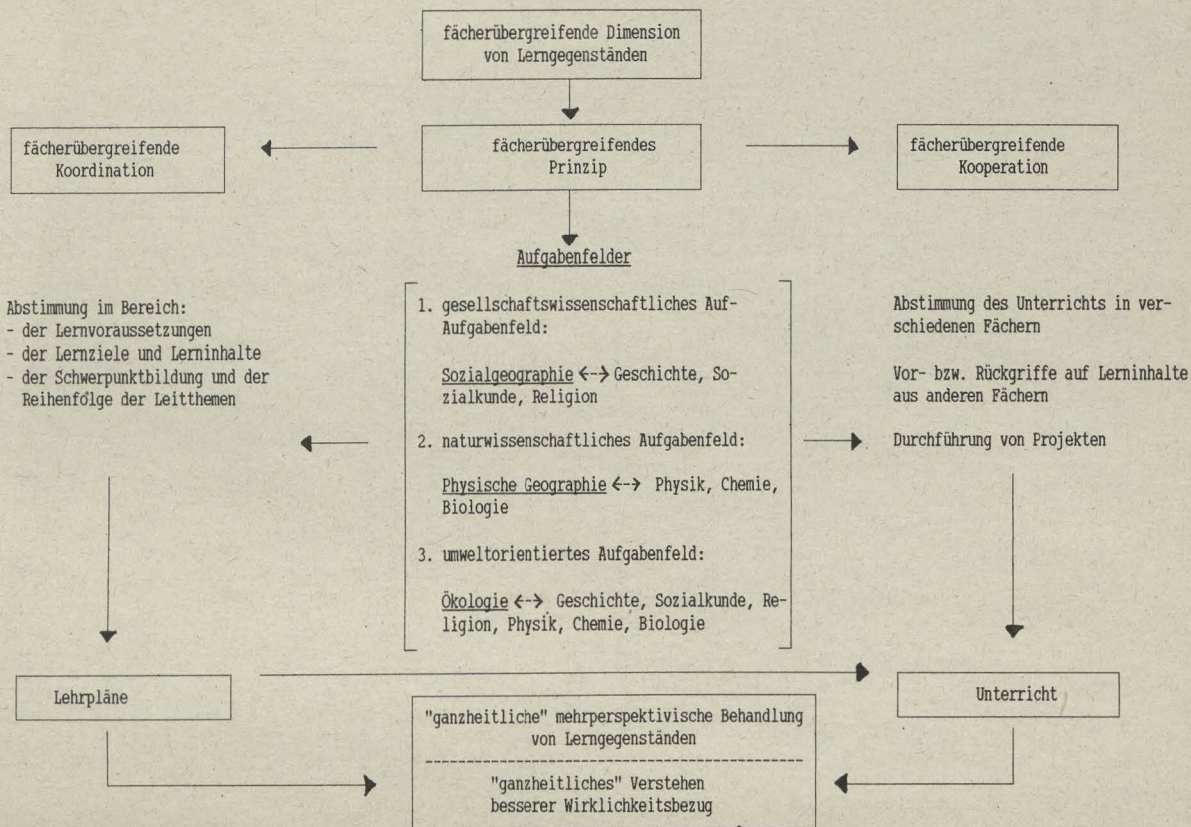 fächerübergreifende Dimension
von Lerngegenständen
fächerübergreifende
Koordination
fächerübergreifendes
Prinzip
fächerübergreifende
Kooperation
Aufgabenfelder
Abstimmung im Bereich:
- der Lernvoraussetzungen
- der Lernziele und Lerninhalte
- der Schwerpunktbildung und der
Reihenfolge der Leitthemen
1. gesellschaftswissenschaftliches Auf-
Aufgabenfeld:
Sozialgeographie <-> Geschichte, So-
zialkunde, Religion
2. naturwissenschaftliches Aufgabenfeld:
Physische Geographie <-> Physik, Chemie,
Biologie
3. umweltorientiertes Aufgabenfeld:
Ökologie <-> Geschichte, Sozialkunde, Re-
ligion, Physik, Chemie, Biologie
Abstimmung des Unterrichts in ver-
schiedenen Fächern
Vor- bzw. Rückgriffe auf Lerninhalte
aus anderen Fächern
Durchführung von Projekten
Lehrpläne
Unterricht
"ganzheitliche" mehrperspektivische Behandlung
von Lerngegenständen
"ganzheitliches" Verstehen
besserer Wirklichkeitsbezug